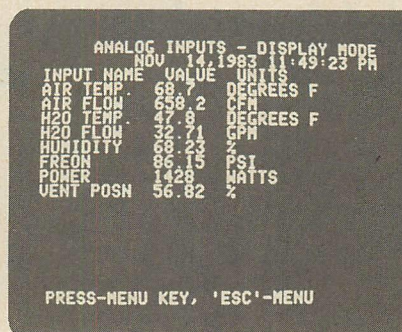 ANALOG INPUTS - DISPLAY MODE
NOV 14,1983 11:49:23 PM
INPUT NAME VALUE UNITS
AIR TEMP. 68.7 DEGREES F
AIR FLOW 658.2 CFM
H2O TEMP. 47.8 DEGREES F
H2O FLOW 32.71 GPM
HUMIDITY 68.23 %
FREON 86.15 PSI
POWER 1428 WATTS
VENT POSN 56.82 %
PRESS-MENU KEY, 'ESC'-MENU